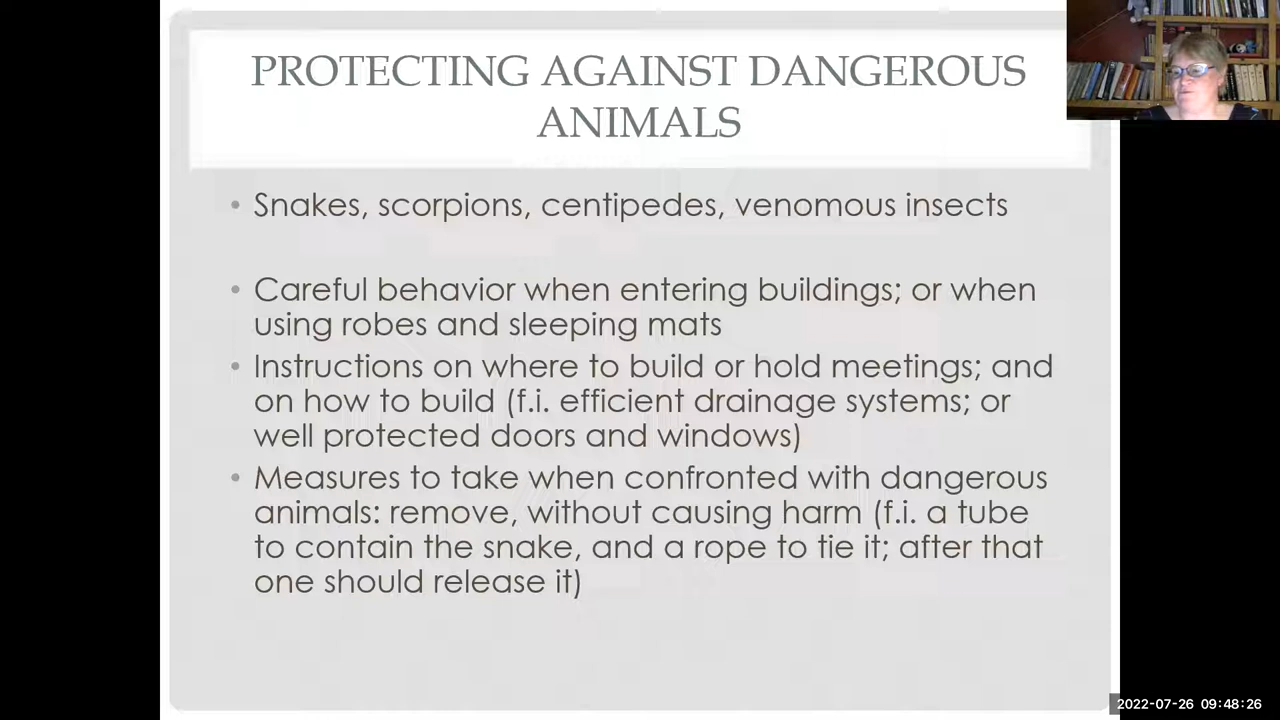 PROTECTING AGAINST DANGEROUS
ANIMALS
• Snakes, scorpions, centipedes, venomous insects
• Careful behavior when entering buildings; or when
using robes and sleeping mats
• Instructions on where to build or hold meetings; and
on how to build (f.i. efficient drainage systems; or
well protected doors and windows)
• Measures to take when confronted with dangerous
animals: remove, without causing harm (f.i. a tube
to contain the snake, and a rope to tie it; after that
one should release it)
2022-07-26 09:48:26